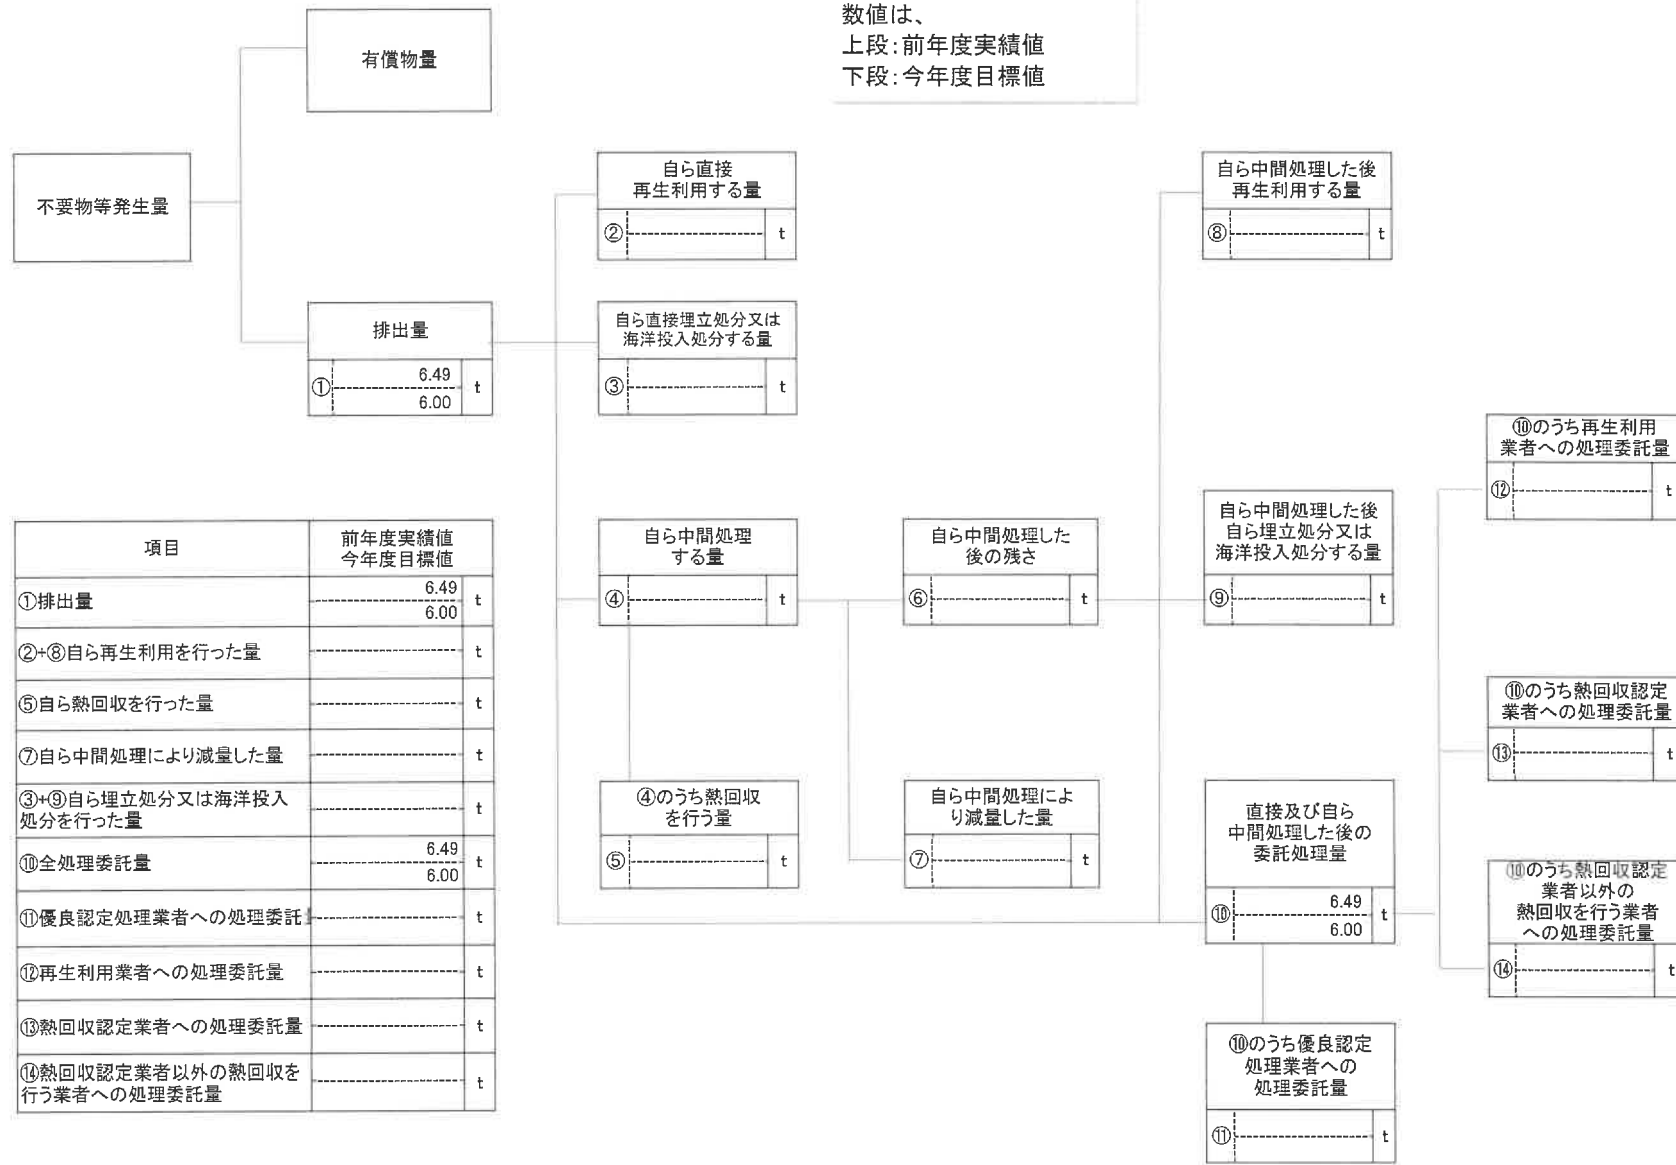 数値は、
上段:前年度実績値
下段:今年度目標値
有償物量
不要物等発生量
排出量
①
6.49
t
6.00
自ら直接
再生利用する量
②
t
自ら直接埋立処分又は
海洋投入処分する量
③
t
自ら中間処理
する量
④
t
④のうち熱回収
を行う量
⑤
t
自ら中間処理した
後の残さ
⑥
t
自ら中間処理によ
り減量した量
⑦
t
自ら中間処理した後
再生利用する量
⑧
t
自ら中間処理した後
自ら埋立処分又は
海洋投入処分する量
⑨
t
直接及び自ら
中間処理した後の
委託処理量
⑩
6.49
t
6.00
⑩のうち優良認定
処理業者への
処理委託量
⑪
t
⑩のうち再生利用
業者への処理委託量
⑫
t
⑩のうち熱回収認定
業者への処理委託量
⑬
t
⑩のうち熱回収認定
業者以外の
熱回収を行う業者
への処理委託量
⑭
t
項目
前年度実績値
今年度目標値
①排出量
6.49
t
6.00
②+⑧自ら再生利用を行った量
t
⑤自ら熱回収を行った量
t
⑦自ら中間処理により減量した量
t
③+⑨自ら埋立処分又は海洋投入
処分を行った量
t
⑩全処理委託量
6.49
t
6.00
⑪優良認定処理業者への処理委託
t
⑫再生利用業者への処理委託量
t
⑬熱回収認定業者への処理委託量
t
⑭熱回収認定業者以外の熱回収を
行う業者への処理委託量
t